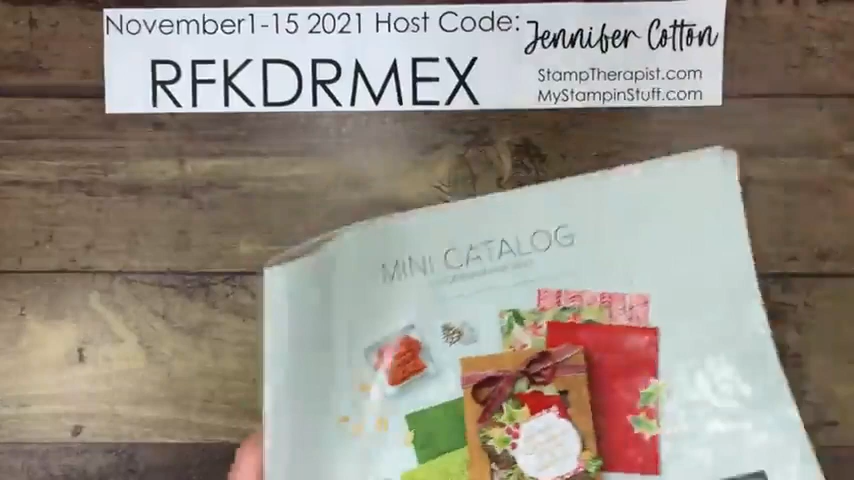 November1-15 2021 Host Code:
Jennifer Cotton
RFKDRMEX
StampTherapist.com
MyStampinStuff.com
MINI CATALOG